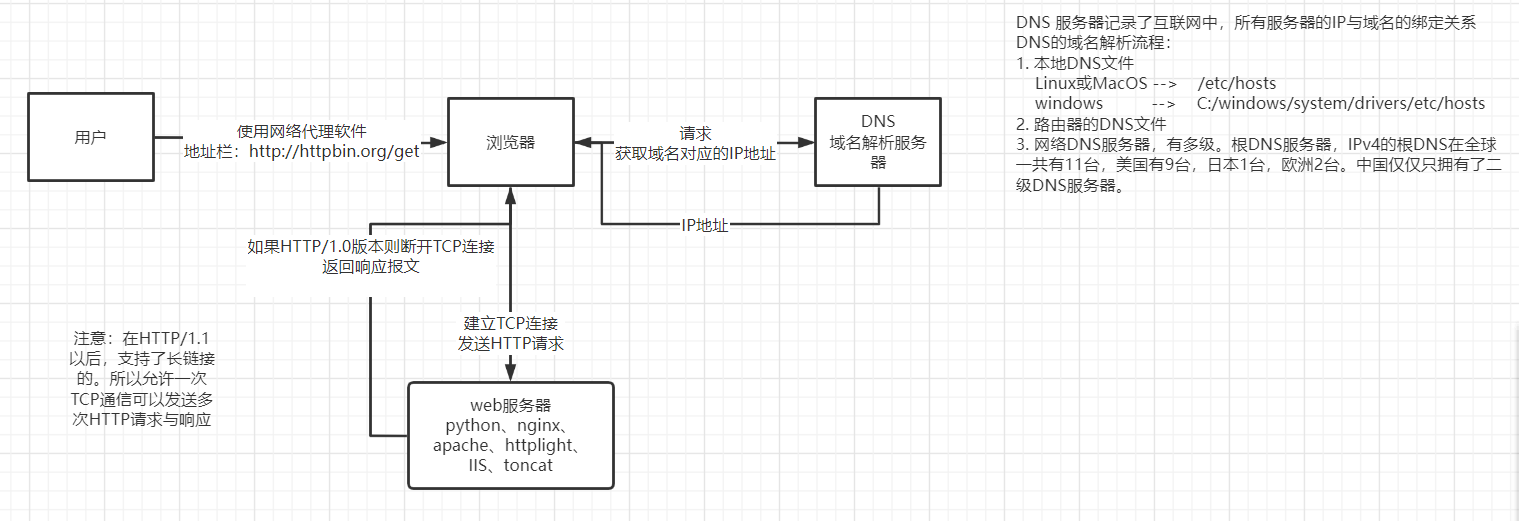 DNS 服务器记录了互联网中，所有服务器的IP与域名的绑定关系
DNS的域名解析流程：
1. 本地DNS文件
Linux或MacOS --> /etc/hosts
windows --> C:/windows/system/drivers/etc/hosts
2. 路由器的DNS文件
3. 网络DNS服务器，有多级。根DNS服务器，IPv4的根DNS在全球
一共有11台，美国有9台，日本1台，欧洲2台。中国仅仅只拥有了二
级DNS服务器。
用户
使用网络代理软件
地址栏：http://httpbin.org/get
浏览器
请求
获取域名对应的IP地址
DNS
域名解析服务
器
IP地址
如果HTTP/1.0版本则断开TCP连接
返回响应报文
建立TCP连接
发送HTTP请求
注意：在HTTP/1.1
以后，支持了长链接
的。所以允许一次
TCP通信可以发送多
次HTTP请求与响应
web服务器
python、nginx、
apache、httplight、
IIS、toncat